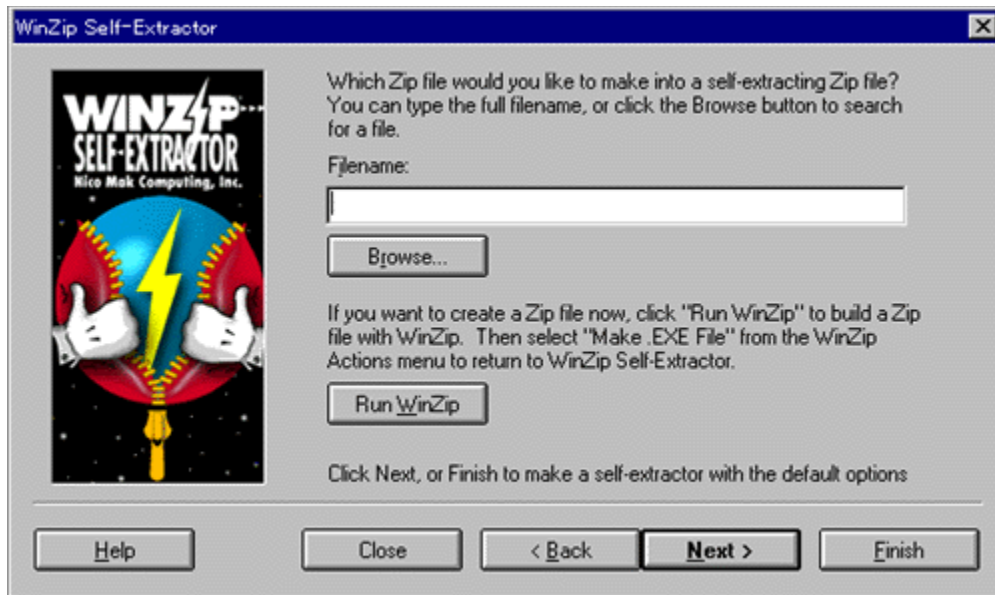 WinZip Self-Extractor
WINZIP
SELF-EXTRACTOR
Nico Mak Computing, Inc.
Which Zip file would you like to make into a self-extracting Zip file?
You can type the full filename, or click the Browse button to search
for a file.
Filename:
Browse...
If you want to create a Zip file now, click "Run WinZip" to build a Zip
file with WinZip.  Then select "Make .EXE File" from the WinZip
Actions menu to return to WinZip Self-Extractor.
Run WinZip
Click Next, or Finish to make a self-extractor with the default options
Help
Close
< Back
Next >
Finish